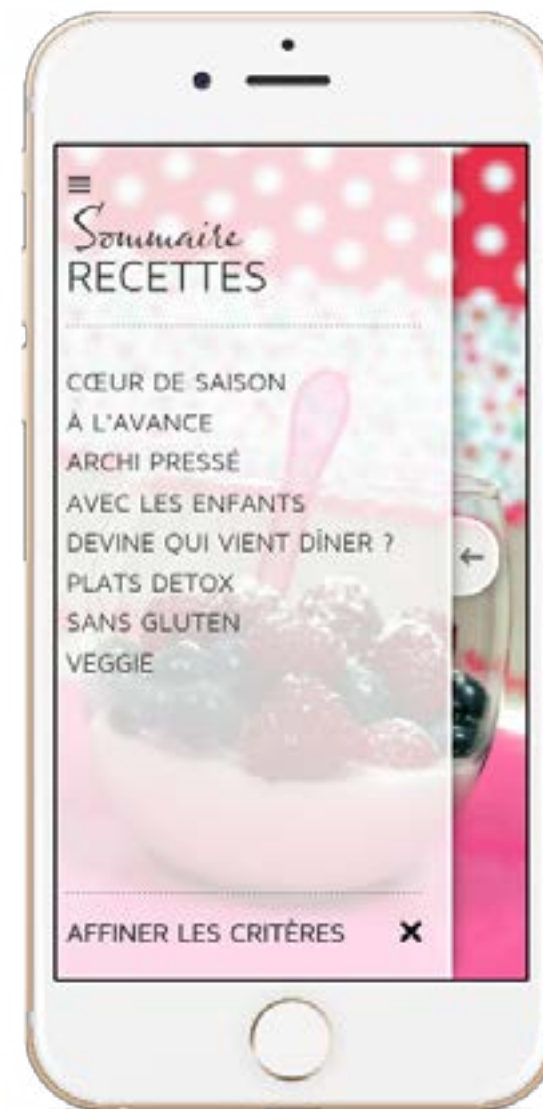 Sommaire
RECETTES
CŒUR DE SAISON
À L'AVANCE
ARCHI PRESSÉ
AVEC LES ENFANTS
DEVINE QUI VIENT DÎNER ?
PLATS DETOX
SANS GLUTEN
VEGGIE
AFFINER LES CRITÈRES